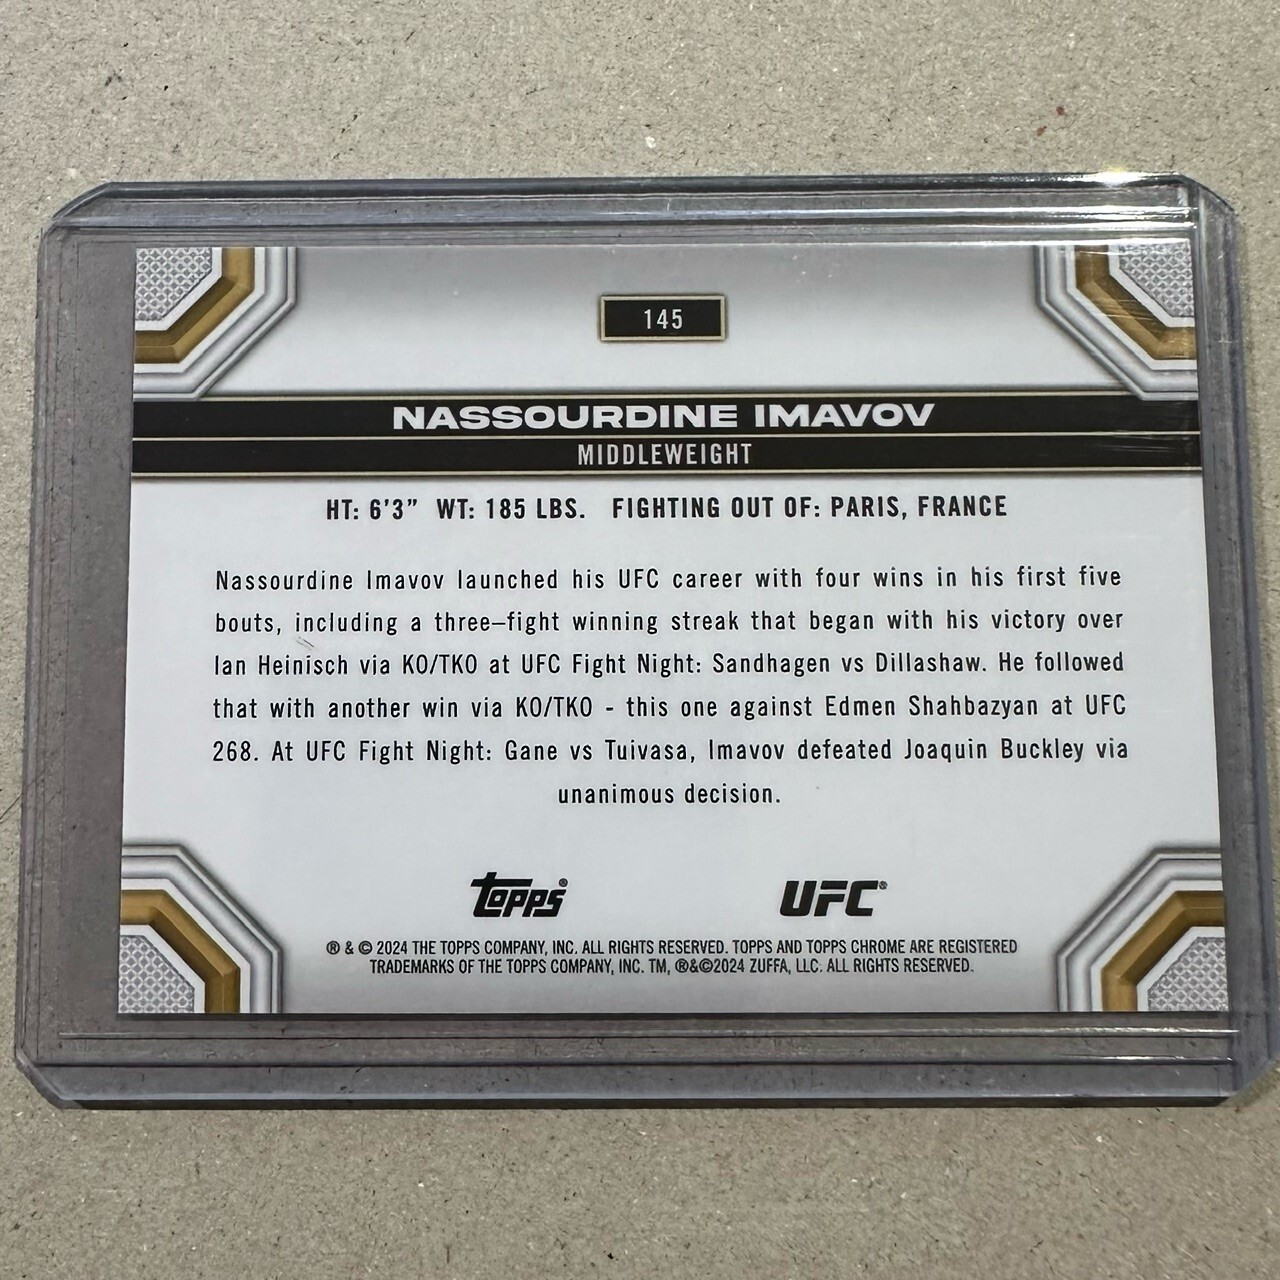 145
NASSOURDINE IMAVOV
MIDDLEWEIGHT
HT: 6'3” WT: 185 LBS. FIGHTING OUT OF: PARIS, FRANCE
Nassourdine Imavov launched his UFC career with four wins in his first five
bouts, including a three–fight winning streak that began with his victory over
Ian Heinisch via KO/TKO at UFC Fight Night: Sandhagen vs Dillashaw. He followed
that with another win via KO/TKO - this one against Edmen Shahbazyan at UFC
268. At UFC Fight Night: Gane vs Tuivasa, Imavov defeated Joaquin Buckley via
unanimous decision.
Topps® UFC®
® & © 2024 THE TOPPS COMPANY, INC. ALL RIGHTS RESERVED. TOPPS AND TOPPS CHROME ARE REGISTERED
TRADEMARKS OF THE TOPPS COMPANY, INC. TM, ®&©2024 ZUFFA, LLC. ALL RIGHTS RESERVED.